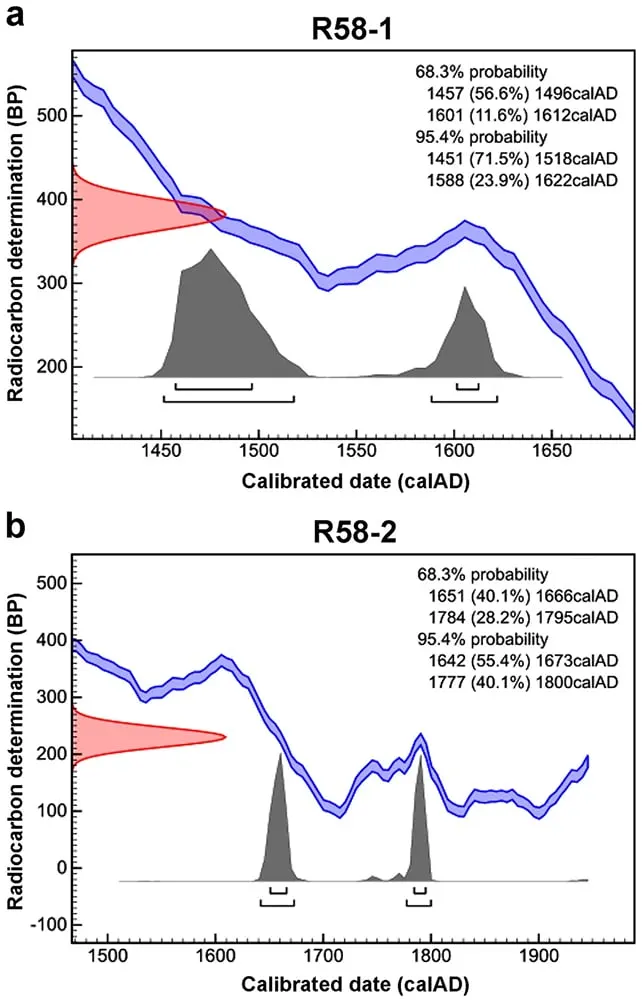 a
R58-1
68.3% probability
1457 (56.6%) 1496calAD
1601 (11.6%) 1612calAD
95.4% probability
1451 (71.5%) 1518calAD
1588 (23.9%) 1622calAD
Radiocarbon determination (BP)
500
400
300
200
1450 1500 1550 1600 1650
Calibrated date (calAD)
b
R58-2
68.3% probability
1651 (40.1%) 1666calAD
1784 (28.2%) 1795calAD
95.4% probability
1642 (55.4%) 1673calAD
1777 (40.1%) 1800calAD
Radiocarbon determination (BP)
500
400
300
200
100
0
-100
1500 1600 1700 1800 1900
Calibrated date (calAD)